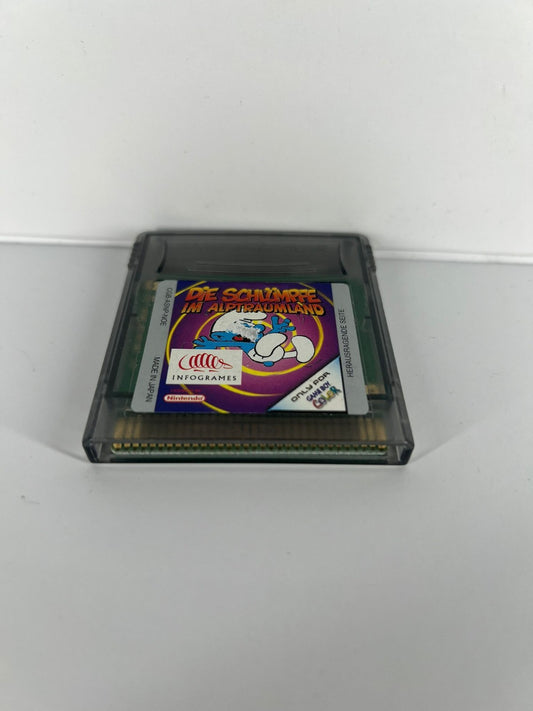 DIE SCHLÜMPFE
IM ALPTRAUMLAND
INFOGRAMES
Nintendo
ONLY FOR
GAME BOY
COLOR
MADE IN JAPAN
HERAUSRAGENDE SEITE